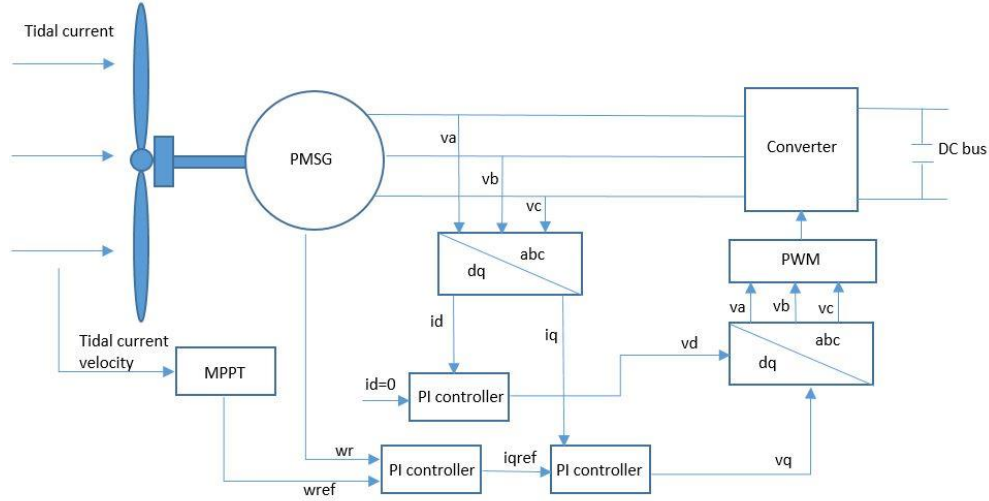 Tidal current
PMSG
va
vb
vc
Converter
DC bus
abc
dq
PWM
id
iq
va
vb
vc
abc
dq
Tidal current
velocity
MPPT
id=0
PI controller
vd
wr
wref
PI controller
iqref
PI controller
vq